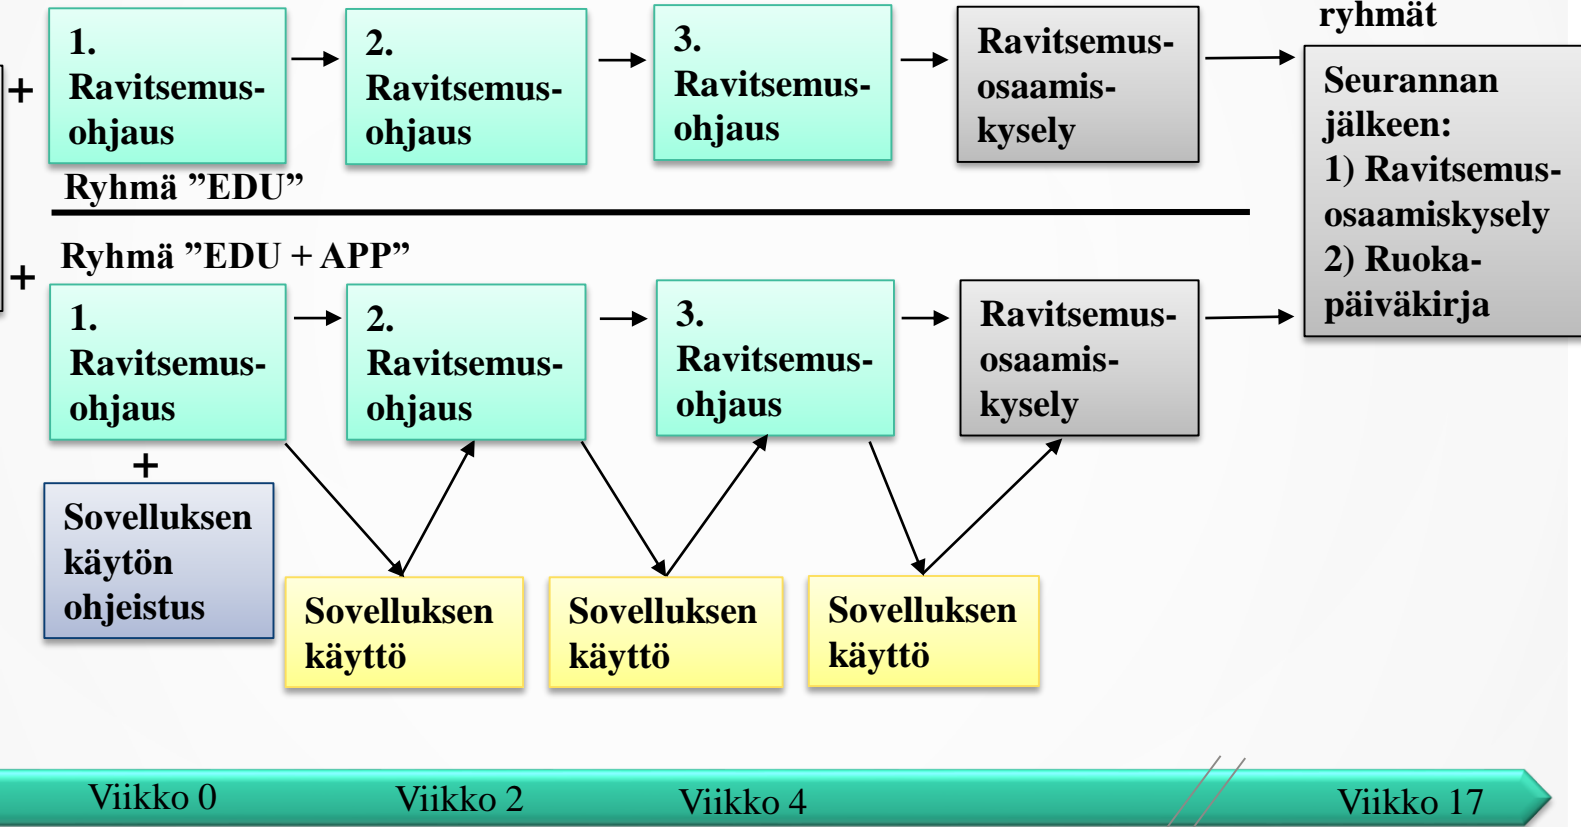 ryhmät
+
1.
Ravitsemus-
ohjaus
2.
Ravitsemus-
ohjaus
3.
Ravitsemus-
ohjaus
Ravitsemus-
osaamis-
kysely
Seurannan
jälkeen:
1) Ravitsemus-
osaamiskysely
2) Ruoka-
päiväkirja
Ryhmä ”EDU”
Ryhmä ”EDU + APP”
+
1.
Ravitsemus-
ohjaus
2.
Ravitsemus-
ohjaus
3.
Ravitsemus-
ohjaus
Ravitsemus-
osaamis-
kysely
+
Sovelluksen
käytön
ohjeistus
Sovelluksen
käyttö
Sovelluksen
käyttö
Sovelluksen
käyttö
Viikko 0
Viikko 2
Viikko 4
Viikko 17